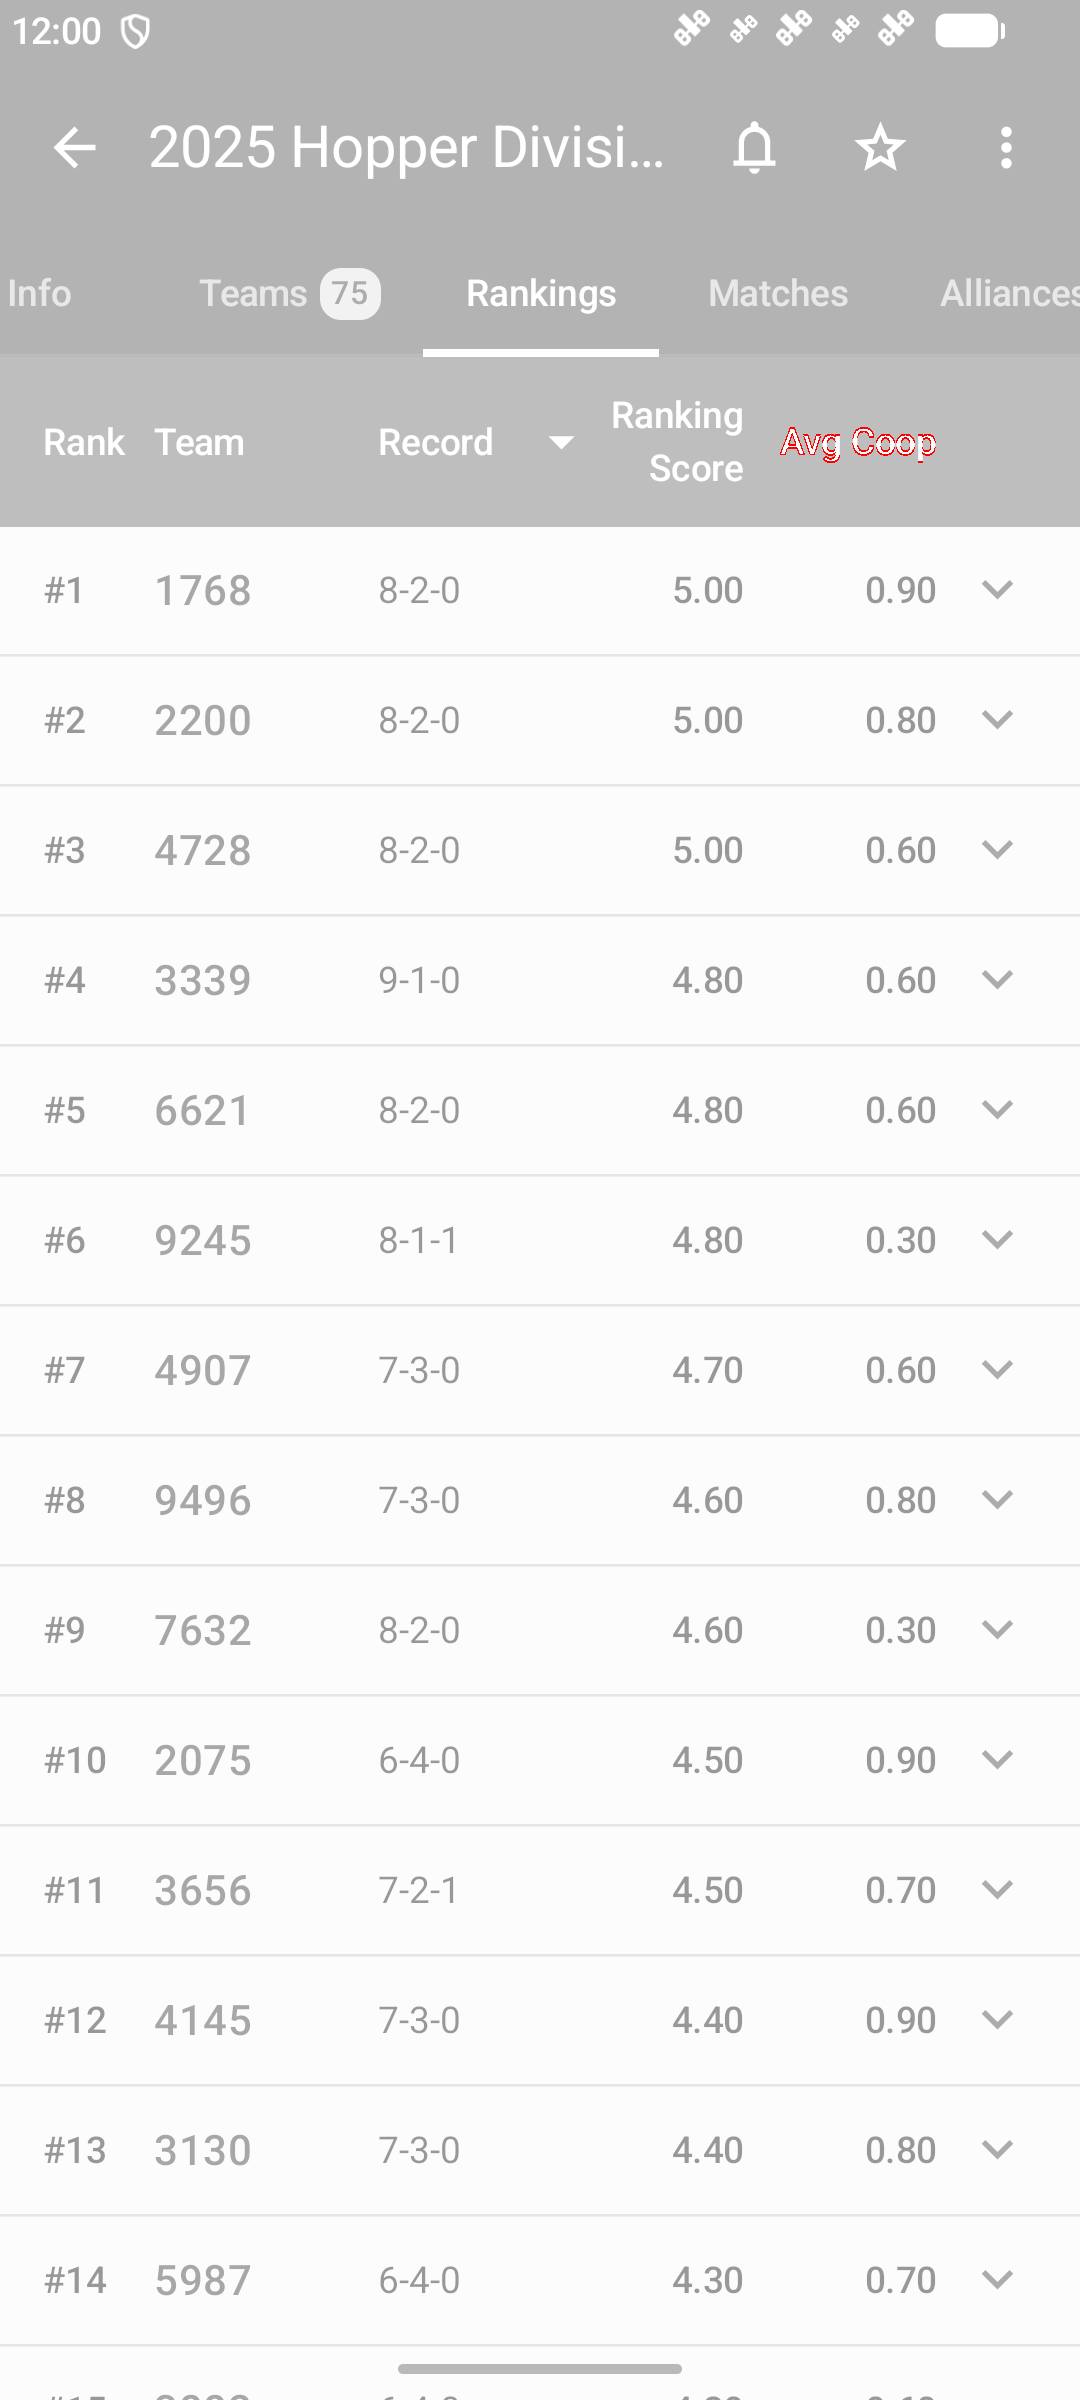 12:00
2025 Hopper Divisi...
Info Teams 75 Rankings Matches Alliances
Rank Team Record Ranking Score Avg Coop
#1 1768 8-2-0 5.00 0.90
#2 2200 8-2-0 5.00 0.80
#3 4728 8-2-0 5.00 0.60
#4 3339 9-1-0 4.80 0.60
#5 6621 8-2-0 4.80 0.60
#6 9245 8-1-1 4.80 0.30
#7 4907 7-3-0 4.70 0.60
#8 9496 7-3-0 4.60 0.80
#9 7632 8-2-0 4.60 0.30
#10 2075 6-4-0 4.50 0.90
#11 3656 7-2-1 4.50 0.70
#12 4145 7-3-0 4.40 0.90
#13 3130 7-3-0 4.40 0.80
#14 5987 6-4-0 4.30 0.70